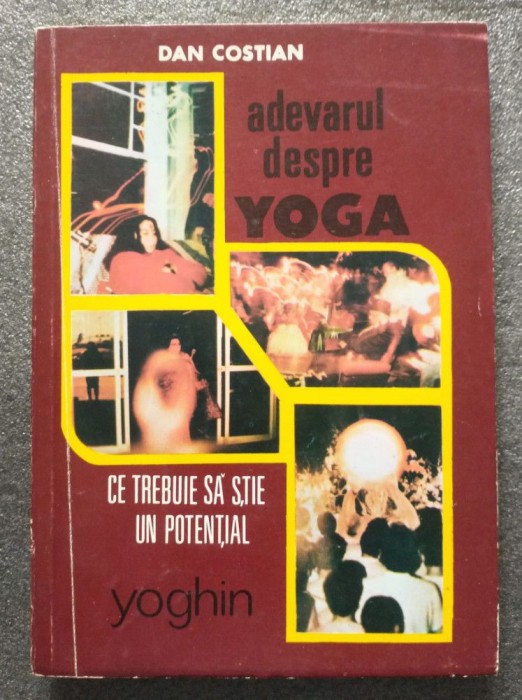 DAN COSTIAN
adevarul
despre
YOGA
CE TREBUIE SĂ ȘTIE
UN POTENȚIAL
yoghin